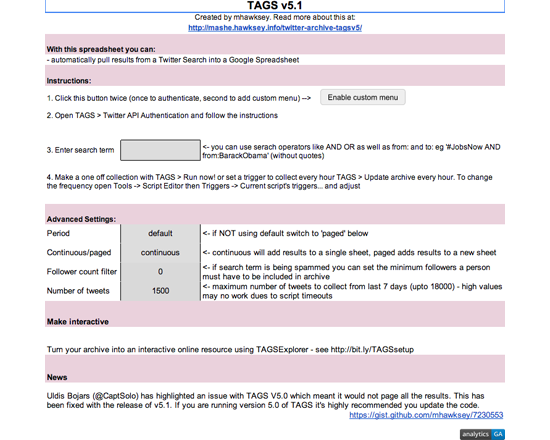 TAGS v5.1
Created by mhawksey. Read more about this at:
http://mashe.hawksey.info/twitter-archive-tagsv5/
With this spreadsheet you can:
- automatically pull results from a Twitter Search into a Google Spreadsheet
Instructions:
1. Click this button twice (once to authenticate, second to add custom menu) -->
Enable custom menu
2. Open TAGS > Twitter API Authentication and follow the instructions
3. Enter search term
<- you can use serach operators like AND OR as well as from: and to: eg '#JobsNow AND
from:BarackObama' (without quotes)
4. Make a one off collection with TAGS > Run now! or set a trigger to collect every hour TAGS > Update archive every hour. To change
the frequency open Tools -> Script Editor then Triggers -> Current script's triggers... and adjust
Advanced Settings:
Period default <- if NOT using default switch to 'paged' below
Continuous/paged continuous <- continuous will add results to a single sheet, paged adds results to a new sheet
Follower count filter 0 <- if search term is being spammed you can set the minimum followers a person
must have to be included in archive
Number of tweets 1500 <- maximum number of tweets to collect from last 7 days (upto 18000) - high values
may no work dues to script timeouts
Make interactive
Turn your archive into an interactive online resource using TAGSExplorer - see http://bit.ly/TAGSsetup
News
Uldis Bojars (@CaptSolo) has highlighted an issue with TAGS V5.0 which meant it would not page all the results. This has
been fixed with the release of v5.1. If you are running version 5.0 of TAGS it's highly recommended you update the code.
https://gist.github.com/mhawksey/7230553
analytics GA